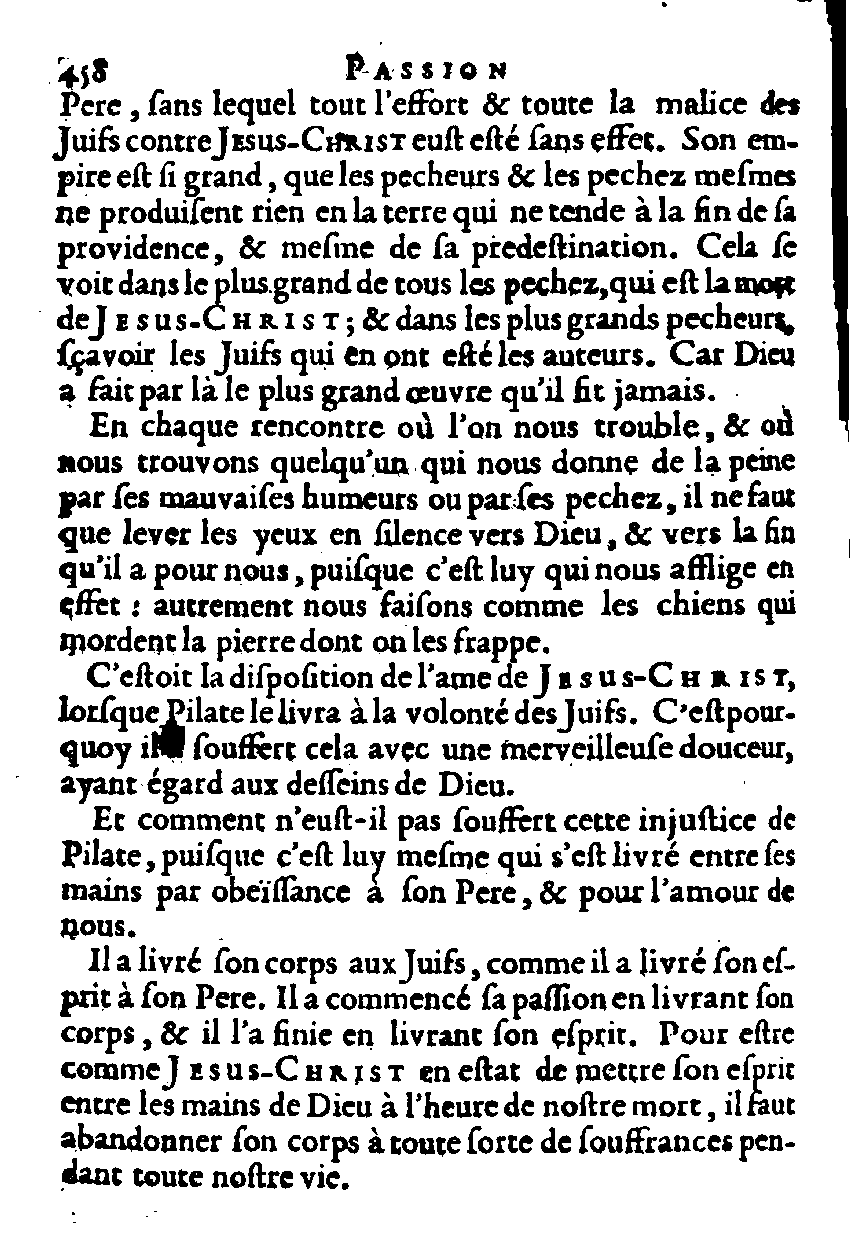 458 PASSION
Pere, ſans lequel tout l'effort & toute la malice des
Juifs contre JESUS-CHRIST euſt eſté ſans effet. Son em-
pire eſt ſi grand, que les pecheurs & les pechez meſmes
ne produiſent rien en la terre qui ne tende à la fin de ſa
providence, & meſme de ſa predeſtination. Cela ſe
voit dans le plus grand de tous les pechez, qui eſt la mort
de JESUS-CHRIST; & dans les plus grands pecheurs,
ſçavoir les Juifs qui en ont eſté les auteurs. Car Dieu
a fait par là le plus grand œuvre qu'il fit jamais.
En chaque rencontre où l'on nous trouble, & où
nous trouvons quelqu'un qui nous donne de la peine
par ſes mauvaiſes humeurs ou par ſes pechez, il ne faut
que lever les yeux en ſilence vers Dieu, & vers la fin
qu'il a pour nous, puiſque c'eſt luy qui nous afflige en
effet : autrement nous faiſons comme les chiens qui
mordent la pierre dont on les frappe.
C'eſtoit la diſpoſition de l'ame de JESUS-CHRIST,
lorſque Pilate le livra à la volonté des Juifs. C'eſt pour-
quoy il ſouffert cela avec une merveilleuſe douceur,
ayant égard aux deſſeins de Dieu.
Et comment n'euſt-il pas ſouffert cette injuſtice de
Pilate, puiſque c'eſt luy meſme qui s'eſt livré entre ſes
mains par obeïſſance à ſon Pere, & pour l'amour de
nous.
Il a livré ſon corps aux Juifs, comme il a livré ſon eſ-
prit à ſon Pere. Il a commencé ſa paſſion en livrant ſon
corps, & il l'a finie en livrant ſon eſprit. Pour eſtre
comme JESUS-CHRIST en eſtat de mettre ſon eſprit
entre les mains de Dieu à l'heure de noſtre mort, il faut
abandonner ſon corps à toute ſorte de ſouffrances pen-
dant toute noſtre vie.